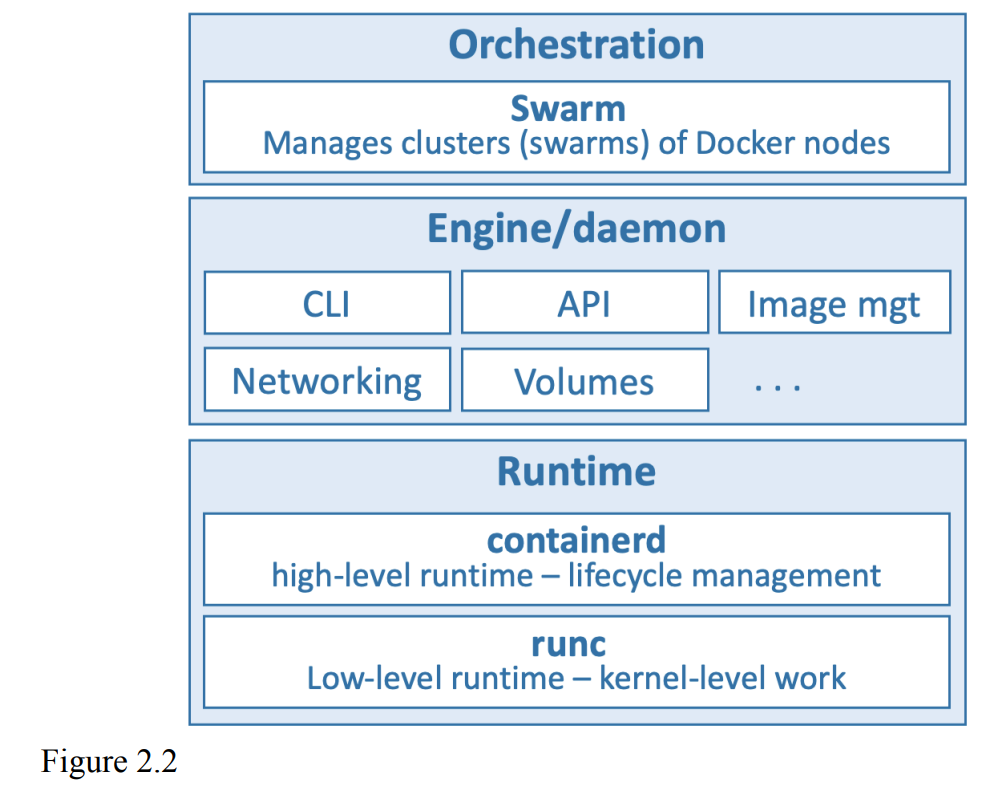 Orchestration
Swarm
Manages clusters (swarms) of Docker nodes
Engine/daemon
CLI
API
Image mgt
Networking
Volumes
...
Runtime
containerd
high-level runtime – lifecycle management
runc
Low-level runtime – kernel-level work
Figure 2.2